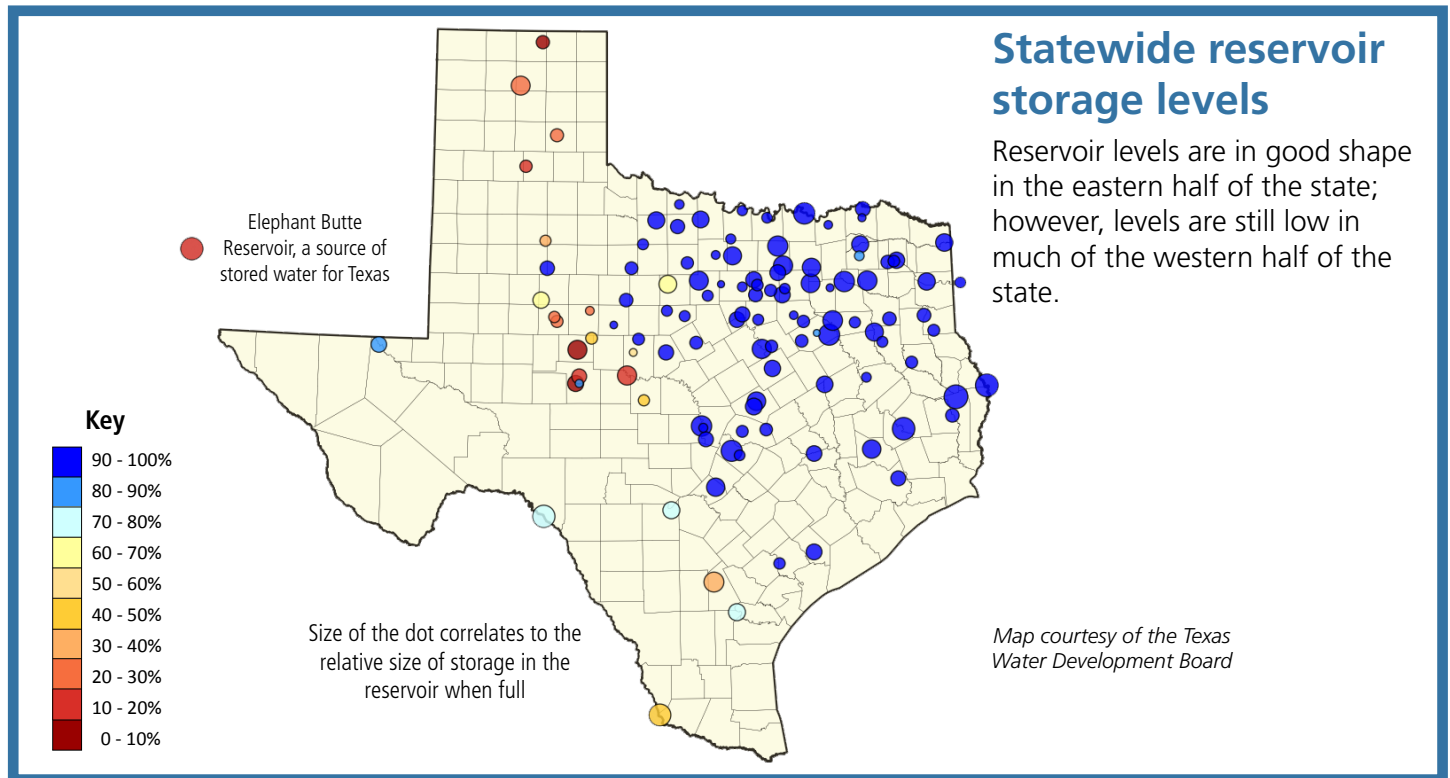 Statewide reservoir
storage levels
Reservoir levels are in good shape
in the eastern half of the state;
however, levels are still low in
much of the western half of the
state.
Elephant Butte
Reservoir, a source of
stored water for Texas
Key
90 - 100%
80 - 90%
70 - 80%
60 - 70%
50 - 60%
40 - 50%
30 - 40%
20 - 30%
10 - 20%
0 - 10%
Size of the dot correlates to the
relative size of storage in the
reservoir when full
Map courtesy of the Texas
Water Development Board